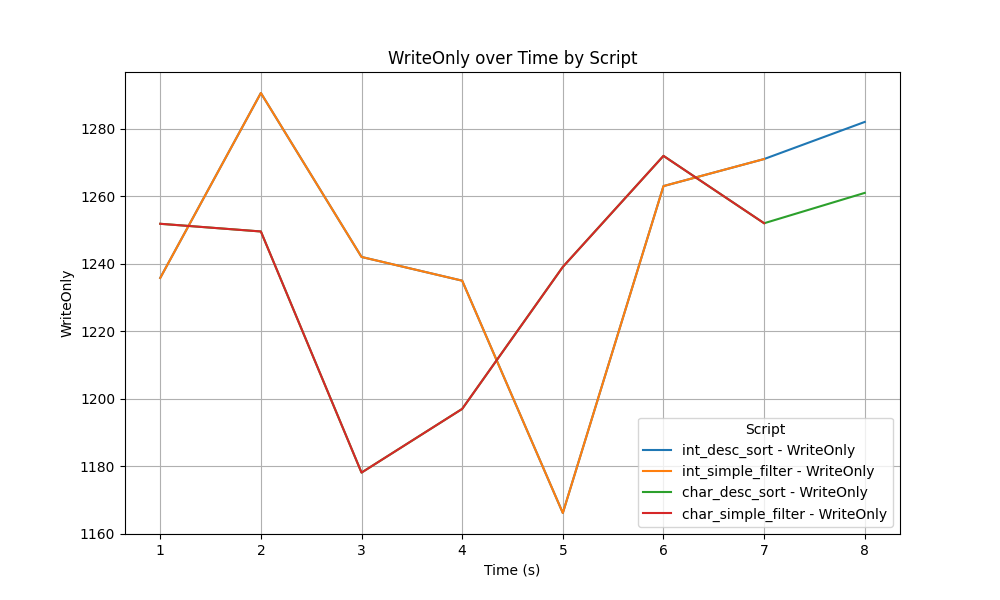 WriteOnly over Time by Script
WriteOnly
1280
1260
1240
1220
1200
1180
1160
1 2 3 4 5 6 7 8
Time (s)
Script
int_desc_sort - WriteOnly
int_simple_filter - WriteOnly
char_desc_sort - WriteOnly
char_simple_filter - WriteOnly